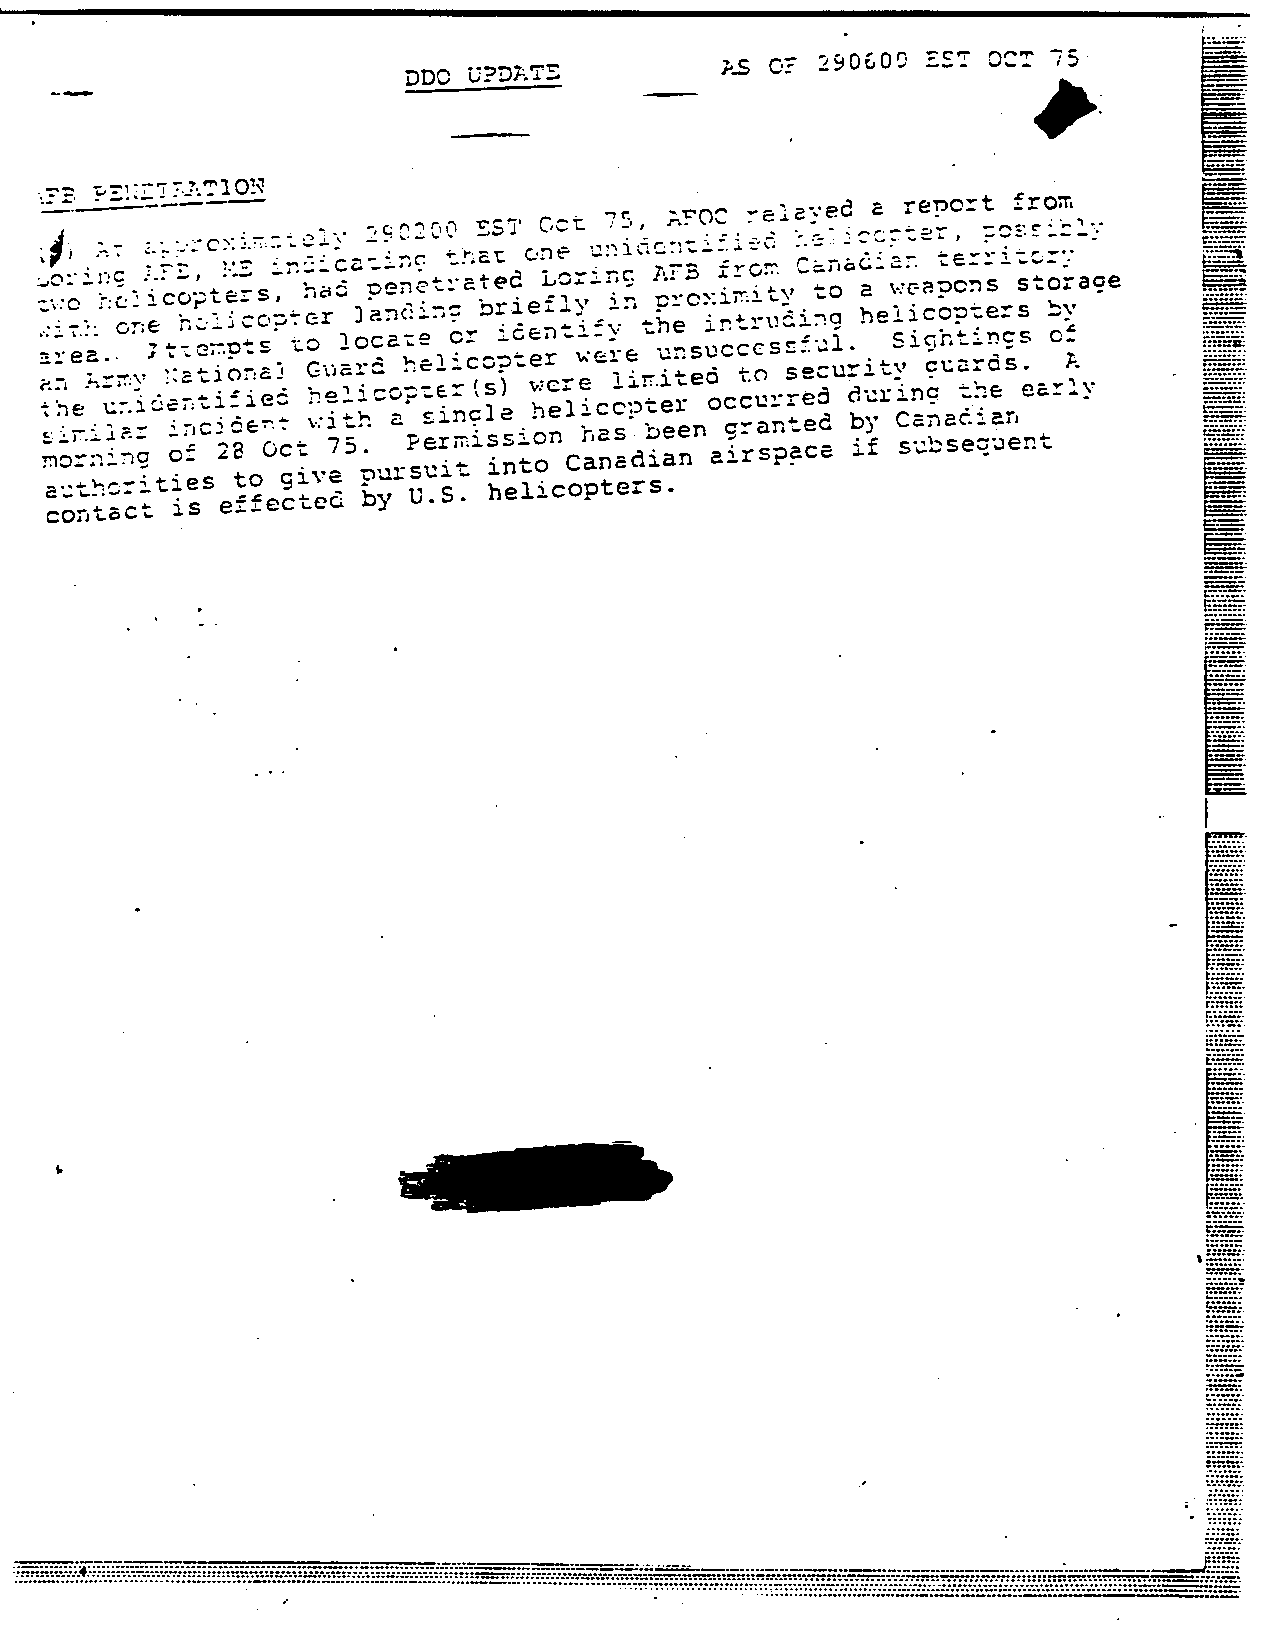 DDO UPDATE
AS OF 290600 EST OCT 75
AFB PENETRATION
At approximately 290200 EST Oct 75, AFOC relayed a report from
Loring AFB, ME indicating that one unidentified helicopter, possibly
two helicopters, had penetrated Loring AFB from Canadian territory
with one helicopter landing briefly in proximity to a weapons storage
area. Attempts to locate or identify the intruding helicopters by
an Army National Guard helicopter were unsuccessful. Sightings of
the unidentified helicopter(s) were limited to security guards. A
similar incident with a single helicopter occurred during the early
morning of 28 Oct 75. Permission has been granted by Canadian
authorities to give pursuit into Canadian airspace if subsequent
contact is effected by U.S. helicopters.